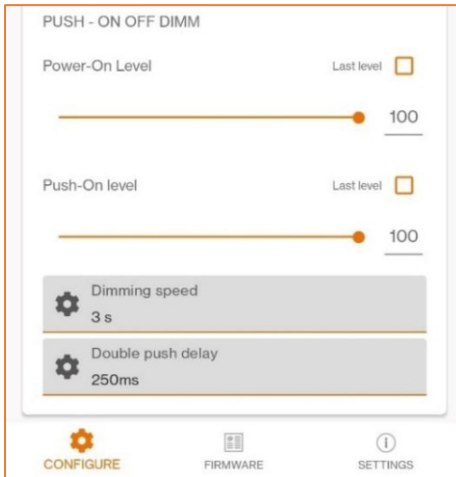 PUSH - ON OFF DIMM
Power-On Level Last level
100
Push-On level Last level
100
Dimming speed
3 s
Double push delay
250ms
CONFIGURE FIRMWARE SETTINGS